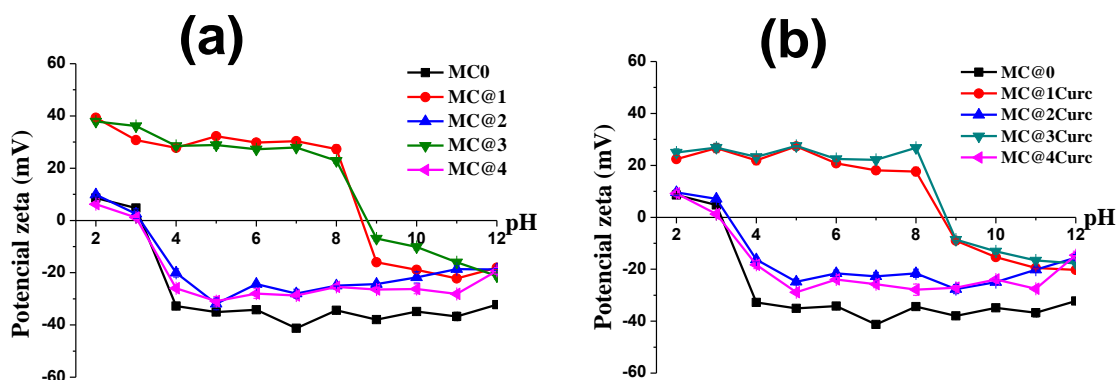 (a)
Potencial zeta (mV)
60
40
20
0
-20
-40
-60
2 4 6 8 10 12
pH
MC0
MC@1
MC@2
MC@3
MC@4
(b)
Potencial zeta (mV)
60
40
20
0
-20
-40
-60
2 4 6 8 10 12
pH
MC@0
MC@1Curc
MC@2Curc
MC@3Curc
MC@4Curc